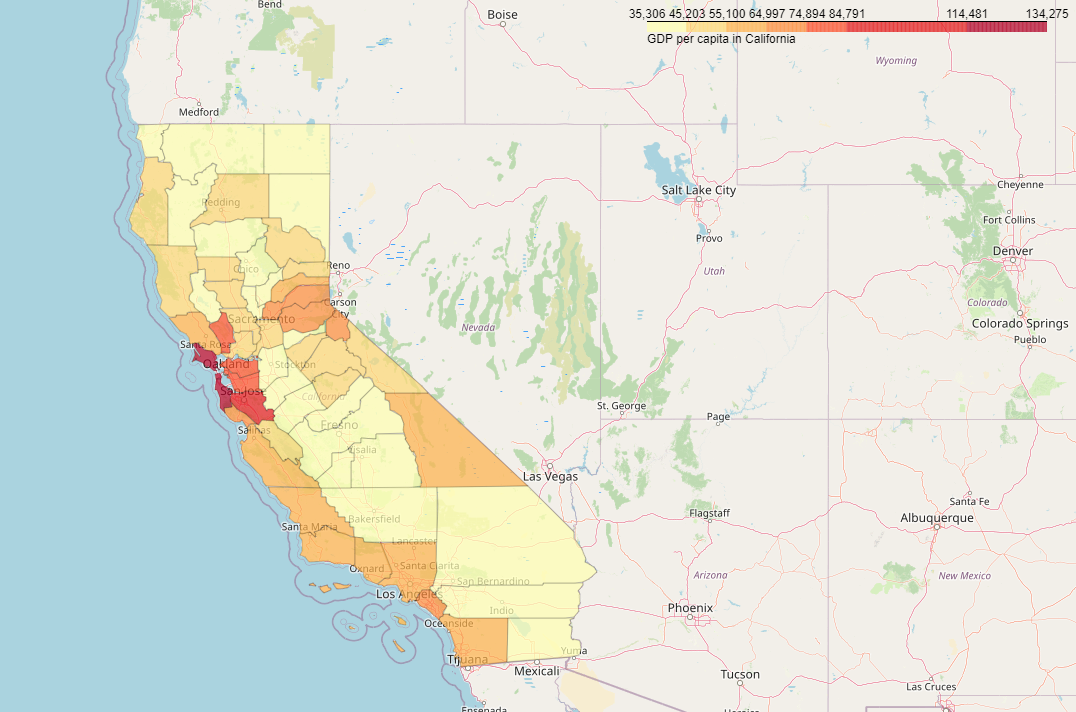 Bend
Boise
35,306 45,203 55,100 64,997 74,894 84,791 114,481 134,275
GDP per capita in California
Wyoming
Medford
Salt Lake City
Cheyenne
Redding
Fort Collins
Provo
Denver
Reno
Chico
Utah
Carson
City
Colorado
Sacramento
Nevada
Colorado Springs
Santa Rosa
Pueblo
Oakland
Stockton
San Jose
California
St. George
Page
Salinas
Fresno
Visalia
Las Vegas
Santa Fe
Bakersfield
Flagstaff
Albuquerque
Santa Maria
Lancaster
Oxnard
Santa Clarita
San Bernardino
Arizona
New Mexico
Los Angeles
Indio
Phoenix
Oceanside
Yuma
Tijuana
Mexicali
Tucson
Las Cruces
Ensenada